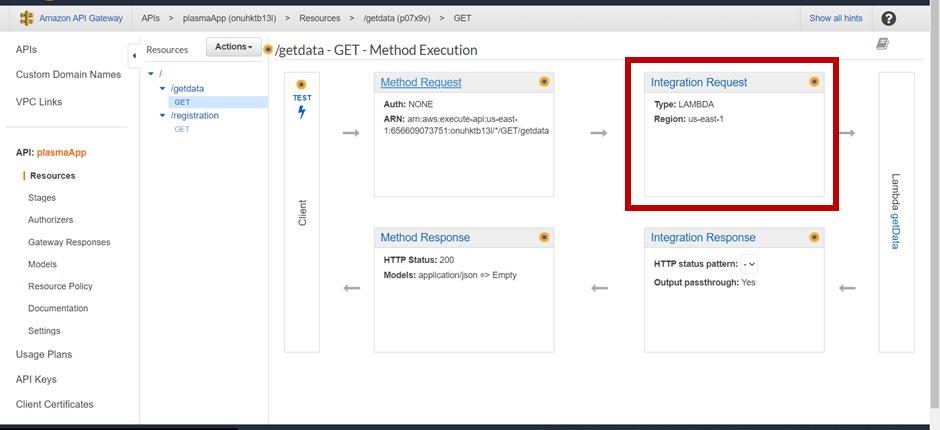 Amazon API Gateway APIs > plasmaApp (onuhktb13l) > Resources > /getdata (p07x9v) > GET Show all hints ?
APIs
Custom Domain Names
VPC Links
API: plasmaApp
Resources
Stages
Authorizers
Gateway Responses
Models
Resource Policy
Documentation
Settings
Usage Plans
API Keys
Client Certificates
Resources Actions
/
/getdata
GET
/registration
GET
/getdata - GET - Method Execution
TEST
Client
Method Request
Auth: NONE
ARN: arn:aws:execute-api:us-east-
1:656609073751:onuhktb13l/*/GET/getdata
Integration Request
Type: LAMBDA
Region: us-east-1
Lambda getData
Method Response
HTTP Status: 200
Models: application/json => Empty
Integration Response
HTTP status pattern: -
Output passthrough: Yes